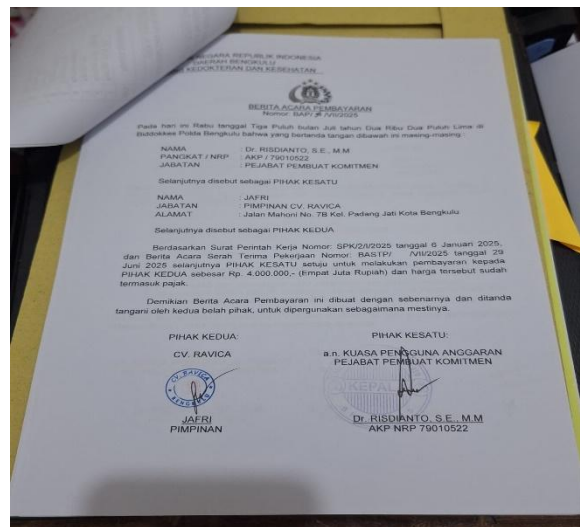 NEGARA REPUBLIK INDONESIA
DAERAH BENGKULU
KEDOKTERAN DAN KESEHATAN
BERITA ACARA PEMBAYARAN
Nomor: BAP/ /VII/2025
Pada hari ini Rabu tanggal Tiga Puluh bulan Juli tahun Dua Ribu Dua Puluh Lima di
Biddokkes Polda Bengkulu bahwa yang bertanda tangan dibawah ini masing-masing :
NAMA : Dr. RISDIANTO, S.E., M.M
PANGKAT / NRP : AKP / 79010522
JABATAN : PEJABAT PEMBUAT KOMITMEN
Selanjutnya disebut sebagai PIHAK KESATU
NAMA : JAFRI
JABATAN : PIMPINAN CV. RAVICA
ALAMAT : Jalan Mahoni No. 7B Kel. Padang Jati Kota Bengkulu
Selanjutnya disebut sebagai PIHAK KEDUA
Berdasarkan Surat Perintah Kerja Nomor: SPK/2/I/2025 tanggal 6 Januari 2025,
dan Berita Acara Serah Terima Pekerjaan Nomor: BASTP/ /VII/2025 tanggal 29
Juni 2025 selanjutnya PIHAK KESATU setuju untuk melakukan pembayaran kepada
PIHAK KEDUA sebesar Rp. 4.000.000,- (Empat Juta Rupiah) dan harga tersebut sudah
termasuk pajak.
Demikian Berita Acara Pembayaran ini dibuat dengan sebenarnya dan ditanda
tangani oleh kedua belah pihak, untuk dipergunakan sebagaimana mestinya.
PIHAK KEDUA:
CV. RAVICA
CV. RAVICA
BENGKULU
JAFRI
PIMPINAN
PIHAK KESATU:
a.n. KUASA PENGGUNA ANGGARAN
PEJABAT PEMBUAT KOMITMEN
KEPALA
Dr. RISDIANTO, S.E., M.M
AKP NRP 79010522